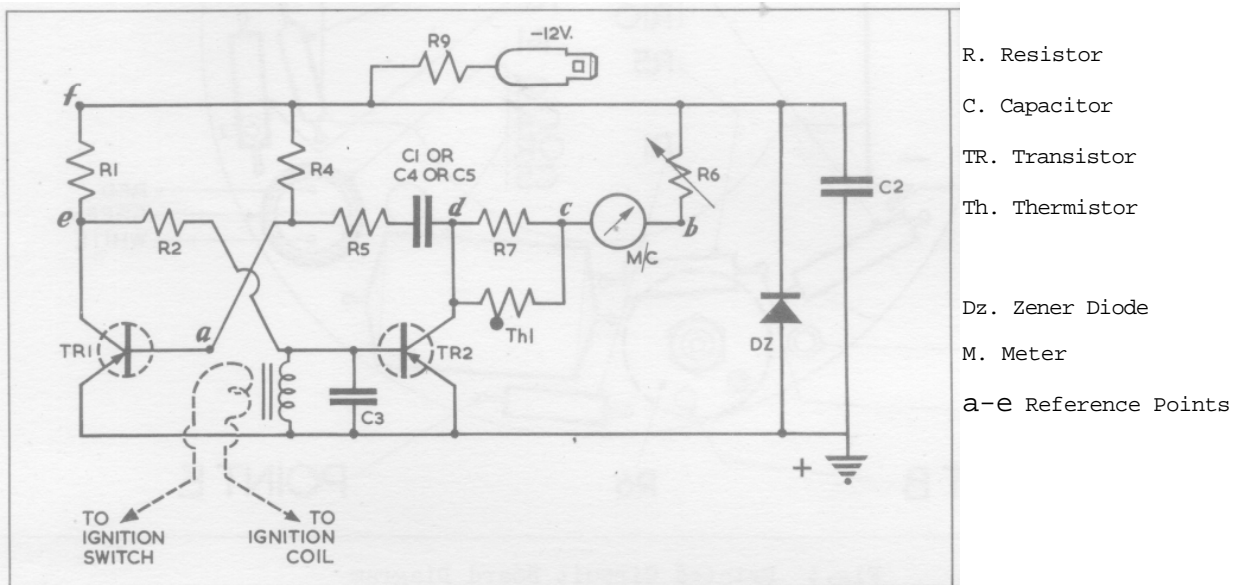 -12V.
R9
f
R1
R4
C1 OR
C4 OR C5
R6
C2
e
R2
R5
d
R7
c
M/C
b
a
TR1
Th1
TR2
DZ
C3
+
TO
IGNITION
SWITCH
TO
IGNITION
COIL
R. Resistor
C. Capacitor
TR. Transistor
Th. Thermistor
Dz. Zener Diode
M. Meter
a-e Reference Points